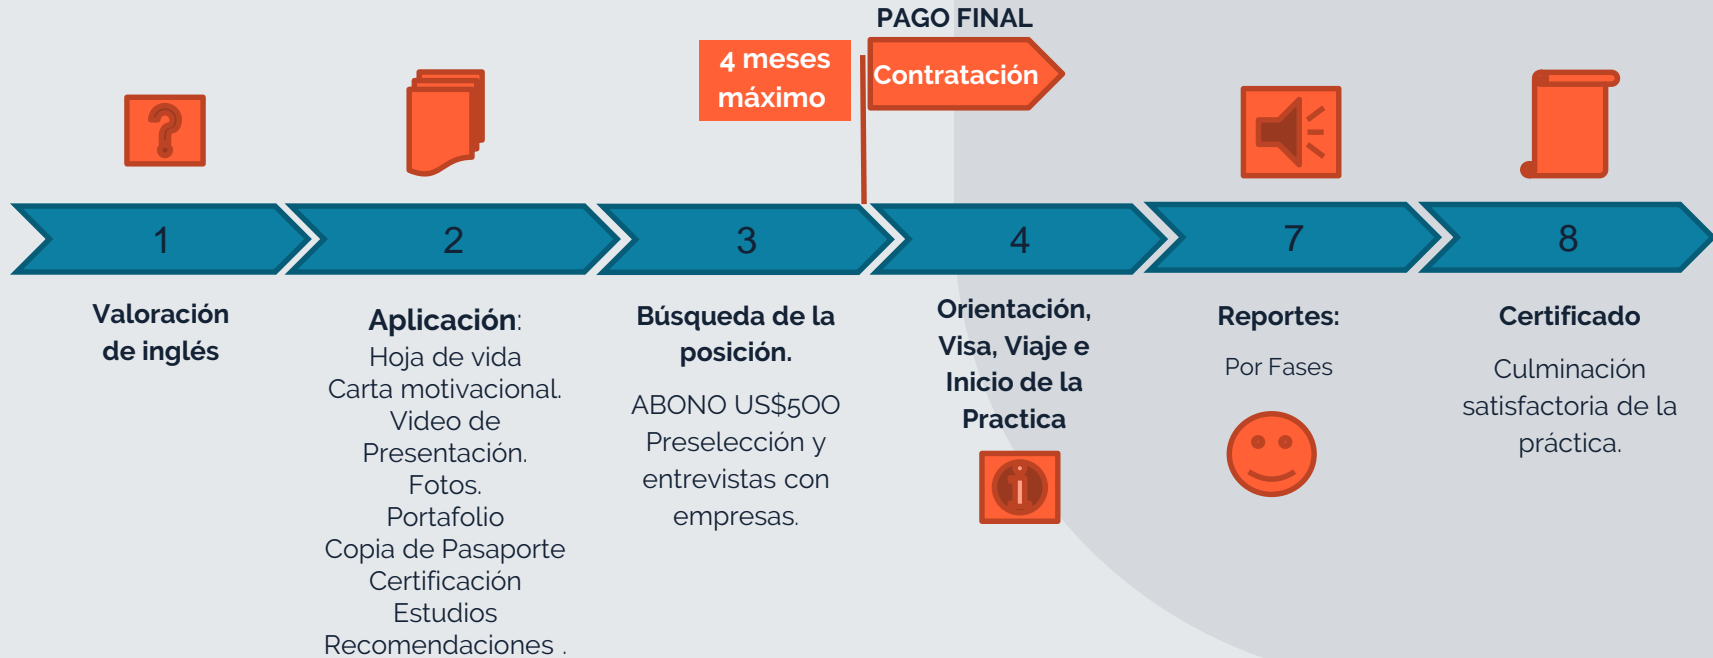 PAGO FINAL
4 meses
máximo
Contratación
1
2
3
4
7
8
Valoración
de inglés
Aplicación:
Hoja de vida
Carta motivacional.
Video de
Presentación.
Fotos.
Portafolio
Copia de Pasaporte
Certificación
Estudios
Recomendaciones .
Búsqueda de la
posición.
ABONO US$500
Preselección y
entrevistas con
empresas.
Orientación,
Visa, Viaje e
Inicio de la
Practica
Reportes:
Por Fases
Certificado
Culminación
satisfactoria de la
práctica.